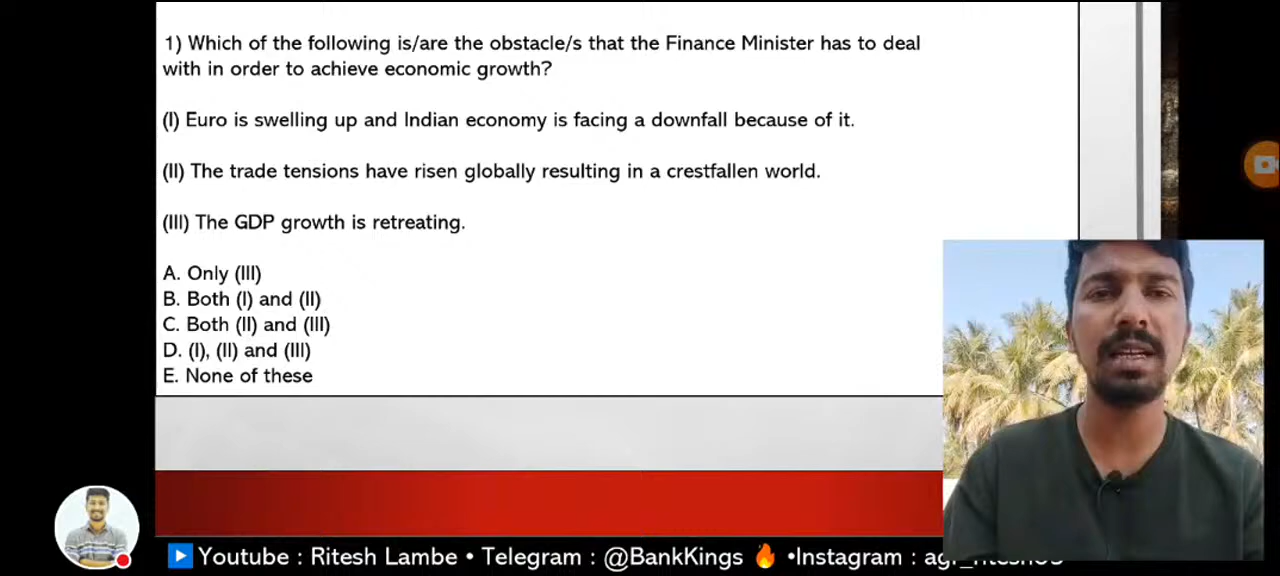 1) Which of the following is/are the obstacle/s that the Finance Minister has to deal
with in order to achieve economic growth?
(I) Euro is swelling up and Indian economy is facing a downfall because of it.
(II) The trade tensions have risen globally resulting in a crestfallen world.
(III) The GDP growth is retreating.
A. Only (III)
B. Both (I) and (II)
C. Both (II) and (III)
D. (I), (II) and (III)
E. None of these
Youtube : Ritesh Lambe • Telegram : @BankKings 🔥 •Instagram :